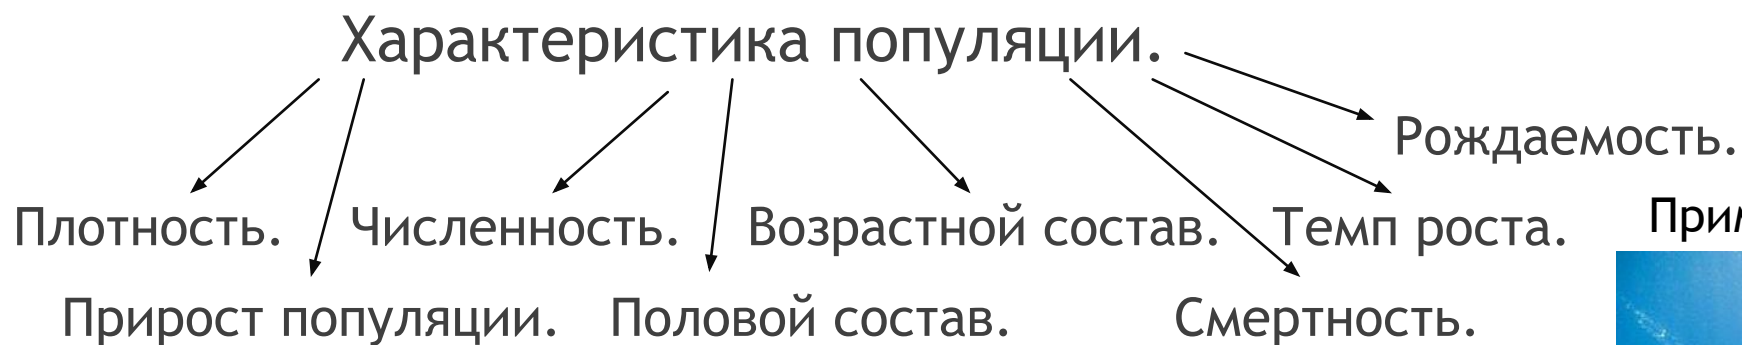 Характеристика популяции.
Рождаемость.
Плотность. Численность. Возрастной состав. Темп роста.
Прирост популяции. Половой состав. Смертность.